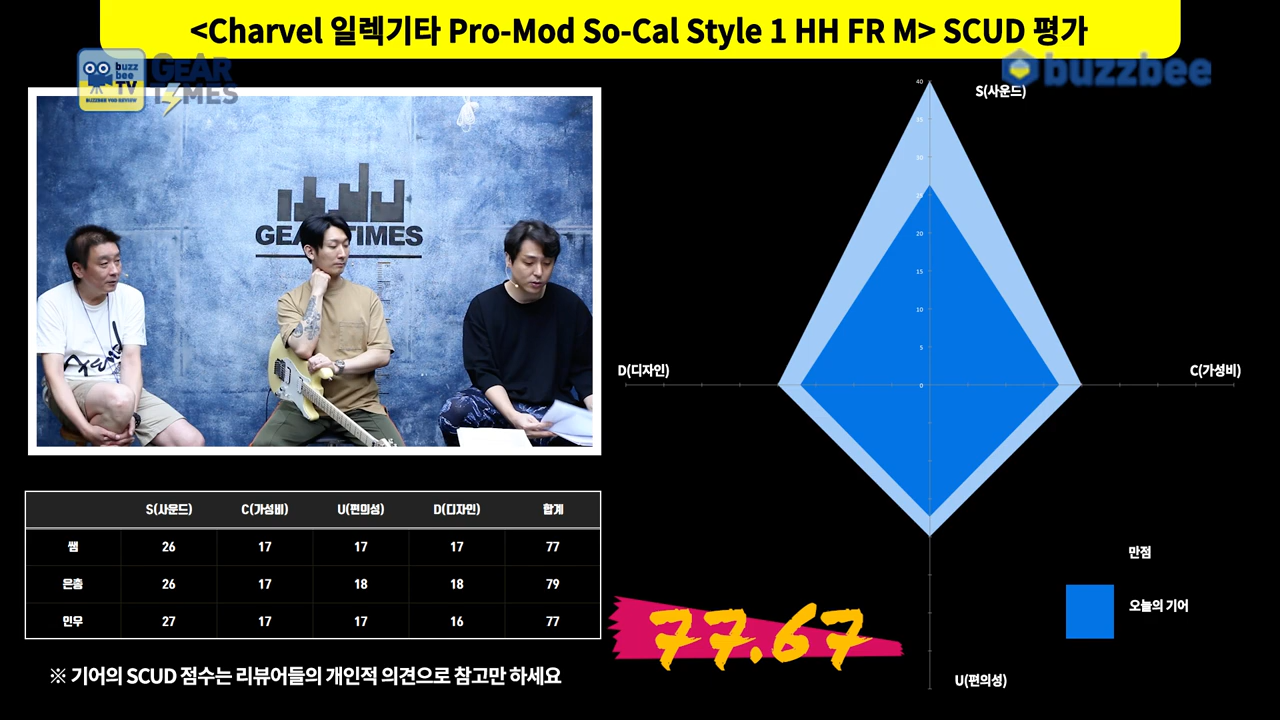 <Charvel 일렉기타 Pro-Mod So-Cal Style 1 HH FR M> SCUD 평가
buzz
bee
TV
BUZZBEE VOD REVIEW
GEAR
TIMES
buzzbee
GEAR TIMES
S(사운드)
40
35
30
25
20
15
10
5
0
D(디자인)
C(가성비)
U(편의성)
만점
오늘의 기어
S(사운드) C(가성비) U(편의성) D(디자인) 합계
쌤 26 17 17 17 77
은총 26 17 18 18 79
민우 27 17 17 16 77
77.67
※ 기어의 SCUD 점수는 리뷰어들의 개인적 의견으로 참고만 하세요